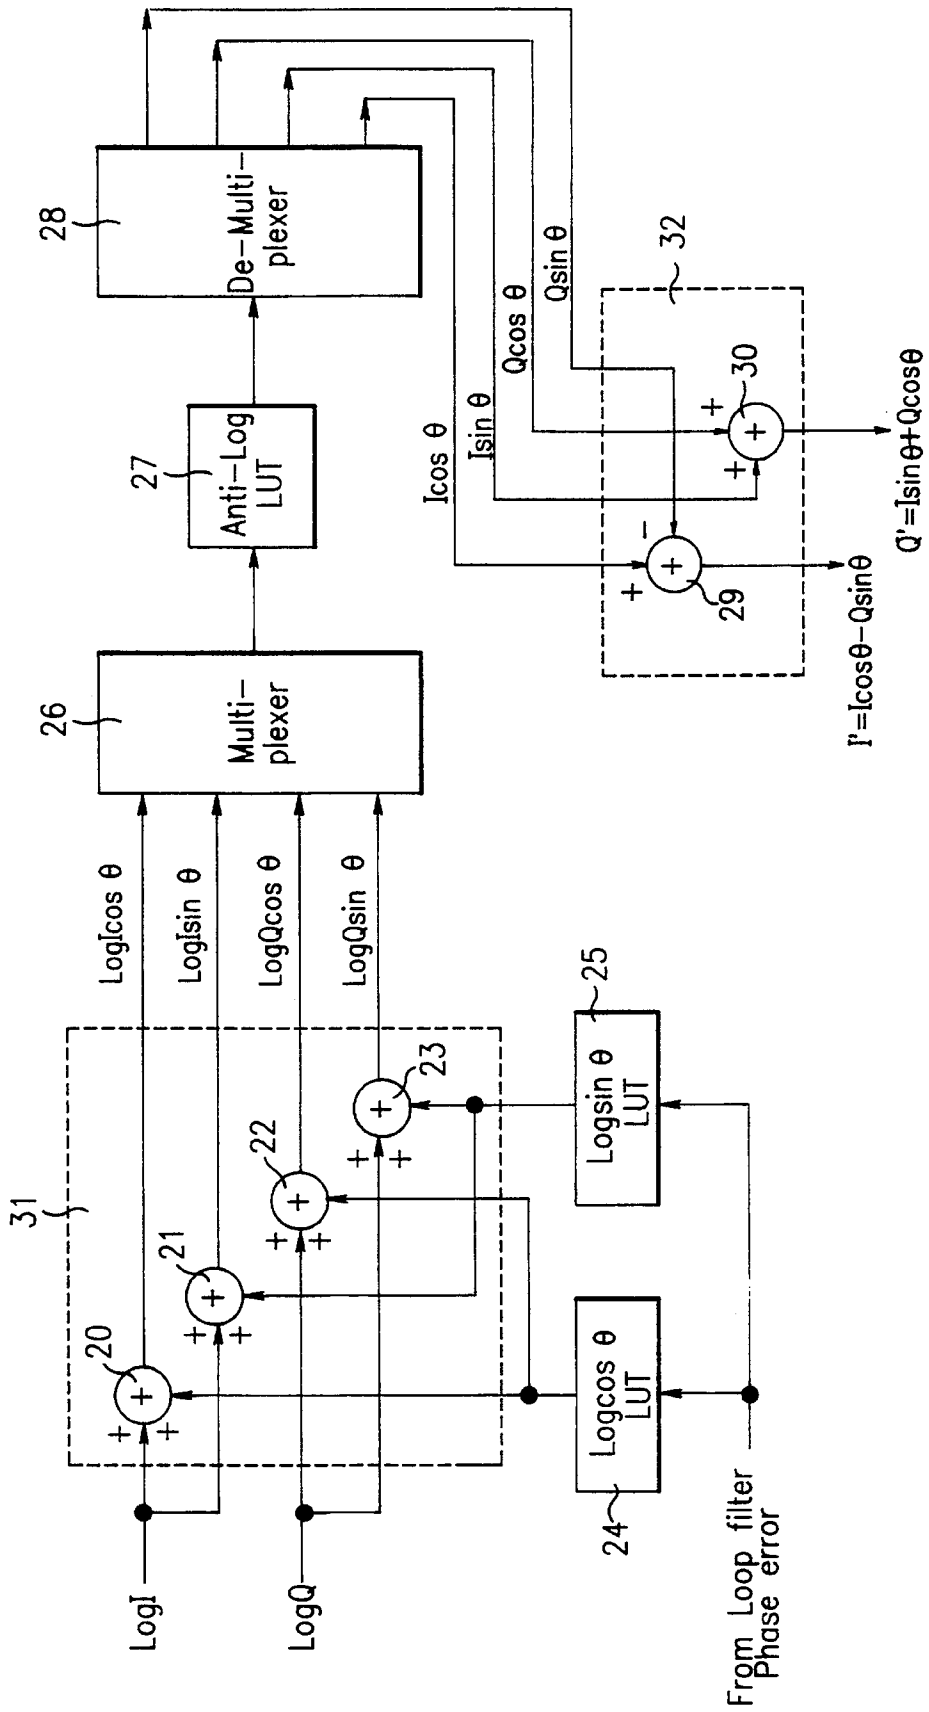 31
20
21
22
23
LogI
LogQ
+
+
+
+
+
+
+
+
+
+
+
+
LogIcos θ
LogIsin θ
LogQcos θ
LogQsin θ
24
Logcos θ
LUT
25
Logsin θ
LUT
From Loop filter
Phase error
26
Multi-
plexer
27
Anti-Log
LUT
28
De-Multi-
plexer
Icos θ
Isin θ
Qcos θ
Qsin θ
32
29
30
+
-
+
+
+
+
I'=Icosθ-Qsinθ
Q'=Isinθ+Qcosθ